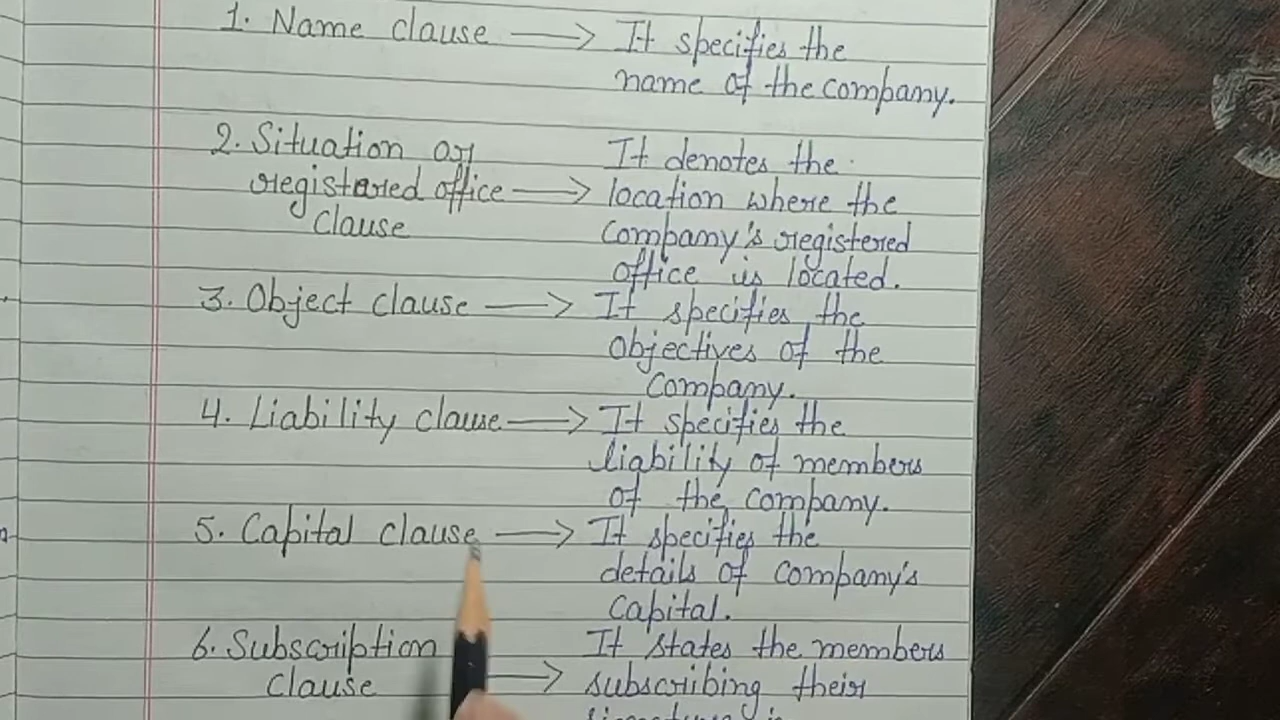 1. Name clause → It specifies the
name of the company.
2. Situation or It denotes the
registered office → location where the
clause company's registered
office is located.
3. Object clause → It specifies the
objectives of the
company.
4. Liability clause → It specifies the
liability of members
of the company.
5. Capital clause → It specifies the
details of company's
capital.
6. Subscription It states the members
clause → subscribing their